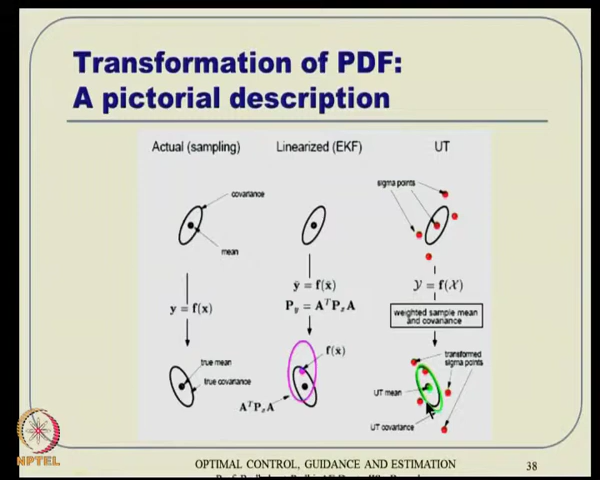 Transformation of PDF:
A pictorial description
Actual (sampling)
Linearized (EKF)
UT
covariance
mean
sigma points
y = f(x)
ȳ = f(x̄)
P_y = A^T P_x A
𝒴 = f(𝒳)
weighted sample mean
and covariance
true mean
true covariance
f(x̄)
A^T P_x A
transformed
sigma points
UT mean
UT covariance
NPTEL
OPTIMAL CONTROL, GUIDANCE AND ESTIMATION
38